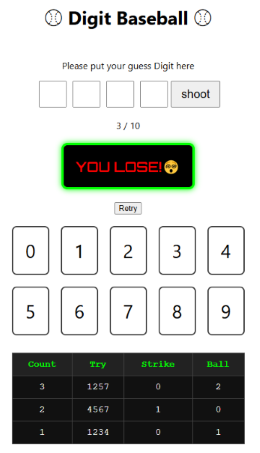 ⚾ Digit Baseball ⚾
Please put your guess Digit here
shoot
3 / 10
YOU LOSE!😲
Retry
0 1 2 3 4
5 6 7 8 9
Count Try Strike Ball
3 1257 0 2
2 4567 1 0
1 1234 0 1